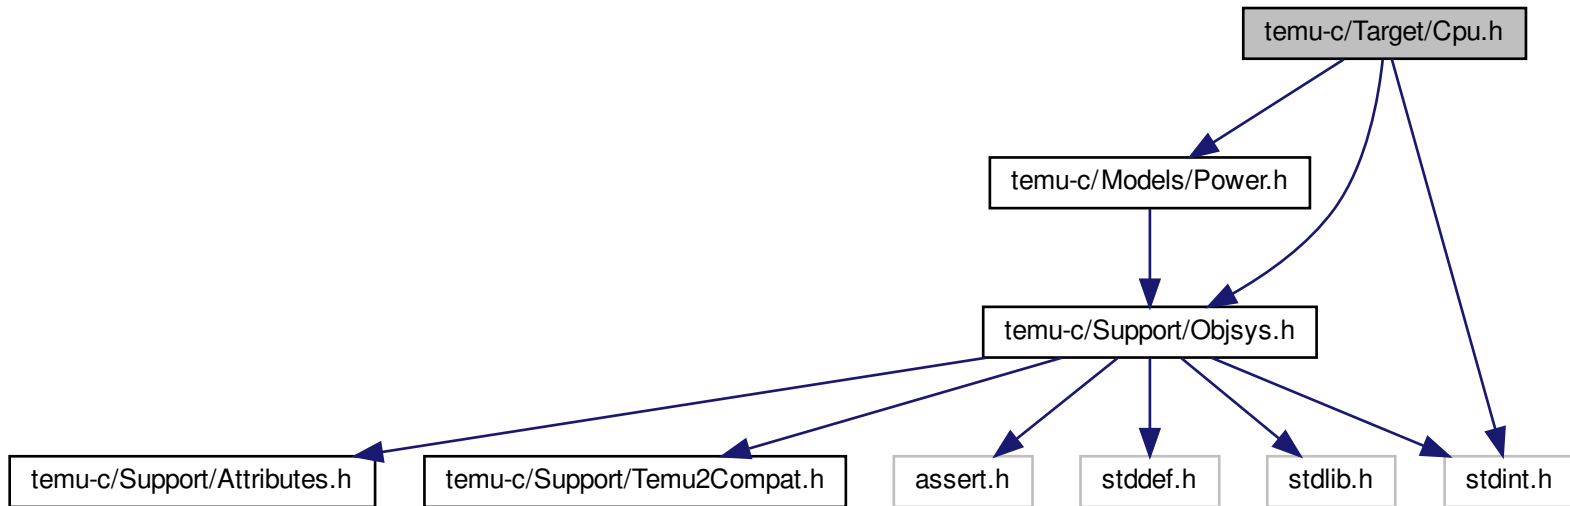 temu-c/Target/Cpu.h
temu-c/Models/Power.h
temu-c/Support/Objsys.h
temu-c/Support/Attributes.h
temu-c/Support/Temu2Compat.h
assert.h
stddef.h
stdlib.h
stdint.h